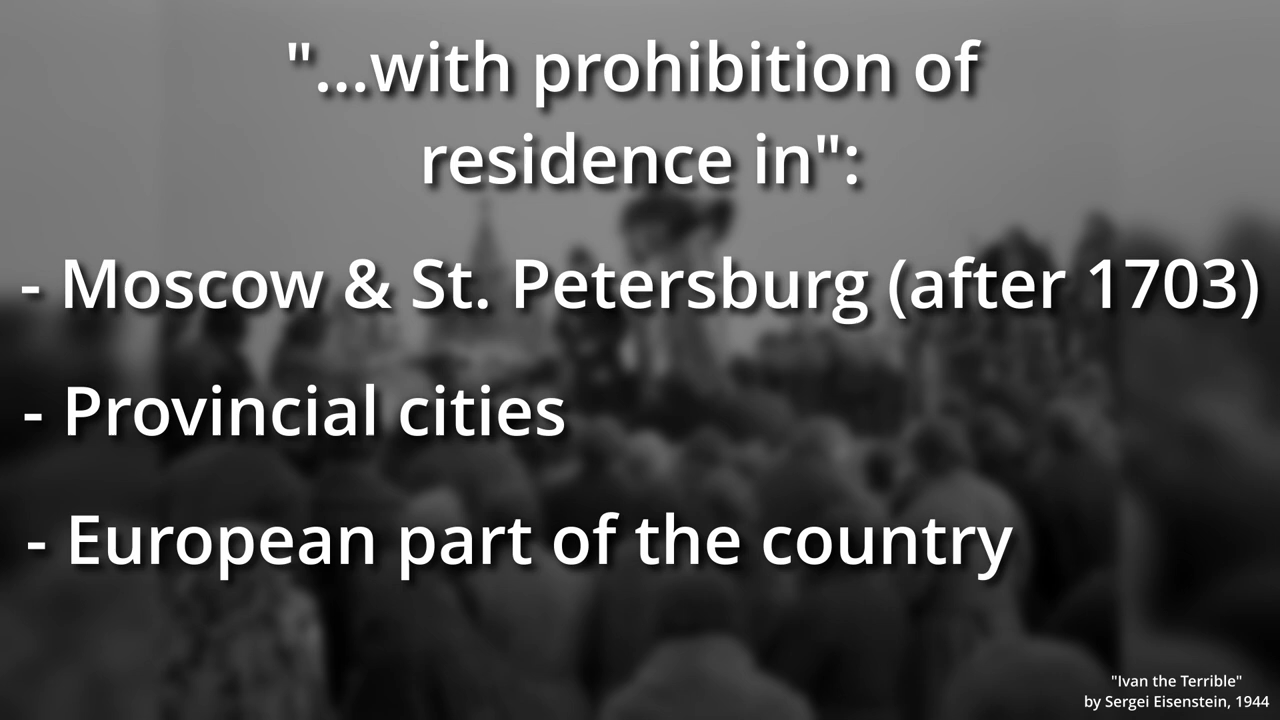 "...with prohibition of
residence in":
- Moscow & St. Petersburg (after 1703)
- Provincial cities
- European part of the country
"Ivan the Terrible"
by Sergei Eisenstein, 1944